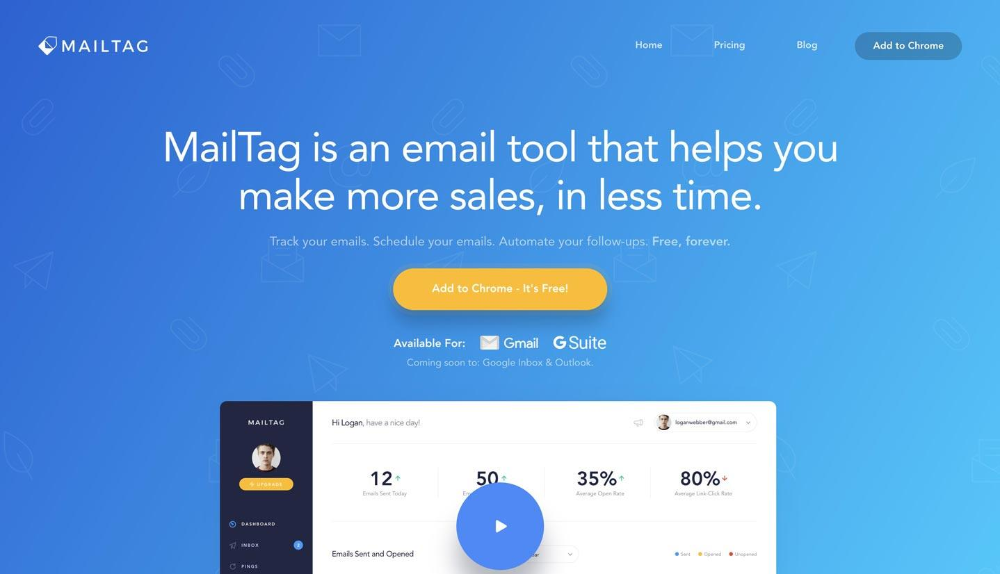 MAILTAG
Home Pricing Blog Add to Chrome
MailTag is an email tool that helps you
make more sales, in less time.
Track your emails. Schedule your emails. Automate your follow-ups. Free, forever.
Add to Chrome - It's Free!
Available For: Gmail G Suite
Coming soon to: Google Inbox & Outlook.
MAILTAG
Hi Logan, have a nice day!
loganwebber@gmail.com
UPGRADE
12 50 35% 80%
Emails Sent Today Average Open Rate Average Link-Click Rate
DASHBOARD
INBOX 2
PINGS
Emails Sent and Opened
Sent Opened Unopened